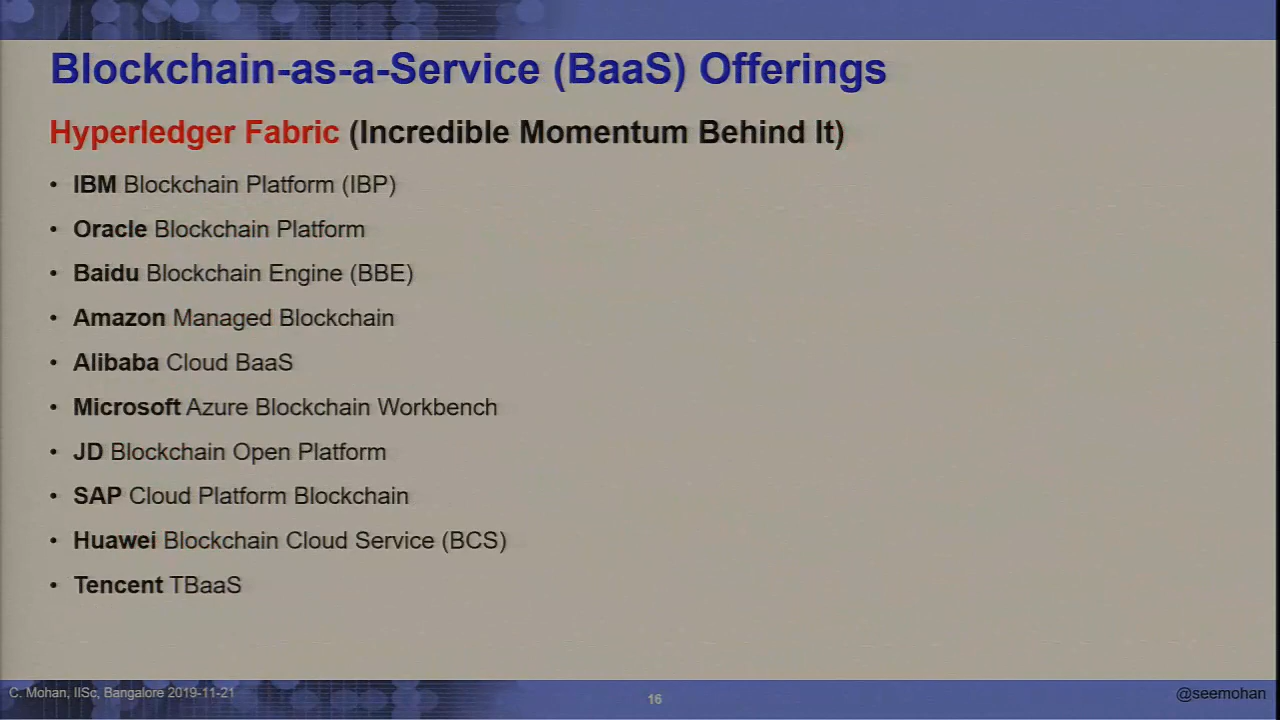 Blockchain-as-a-Service (BaaS) Offerings
Hyperledger Fabric (Incredible Momentum Behind It)
• IBM Blockchain Platform (IBP)
• Oracle Blockchain Platform
• Baidu Blockchain Engine (BBE)
• Amazon Managed Blockchain
• Alibaba Cloud BaaS
• Microsoft Azure Blockchain Workbench
• JD Blockchain Open Platform
• SAP Cloud Platform Blockchain
• Huawei Blockchain Cloud Service (BCS)
• Tencent TBaaS
C. Mohan, IISc, Bangalore 2019-11-21
16
@seemohan